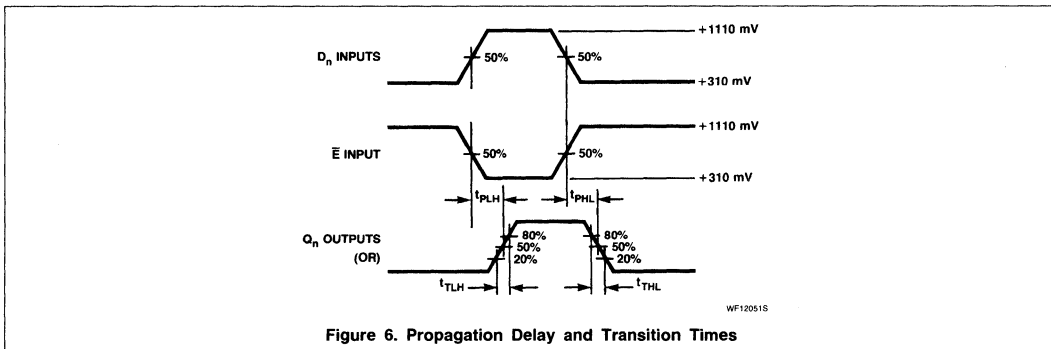 +1110 mV
Dn INPUTS
50%
50%
+310 mV
+1110 mV
E̅ INPUT
50%
50%
+310 mV
tPLH
tPHL
Qn OUTPUTS
(OR)
80%
50%
20%
80%
50%
20%
tTLH
tTHL
WF12051S
Figure 6. Propagation Delay and Transition Times